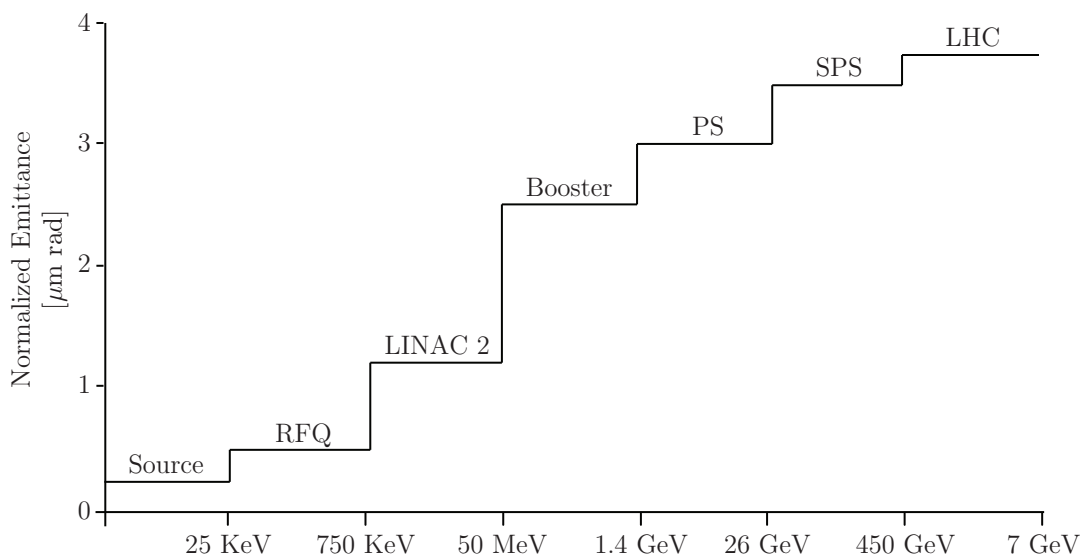 4
3
2
1
0
Normalized Emittance
[μm rad]
Source
RFQ
LINAC 2
Booster
PS
SPS
LHC
25 KeV
750 KeV
50 MeV
1.4 GeV
26 GeV
450 GeV
7 GeV